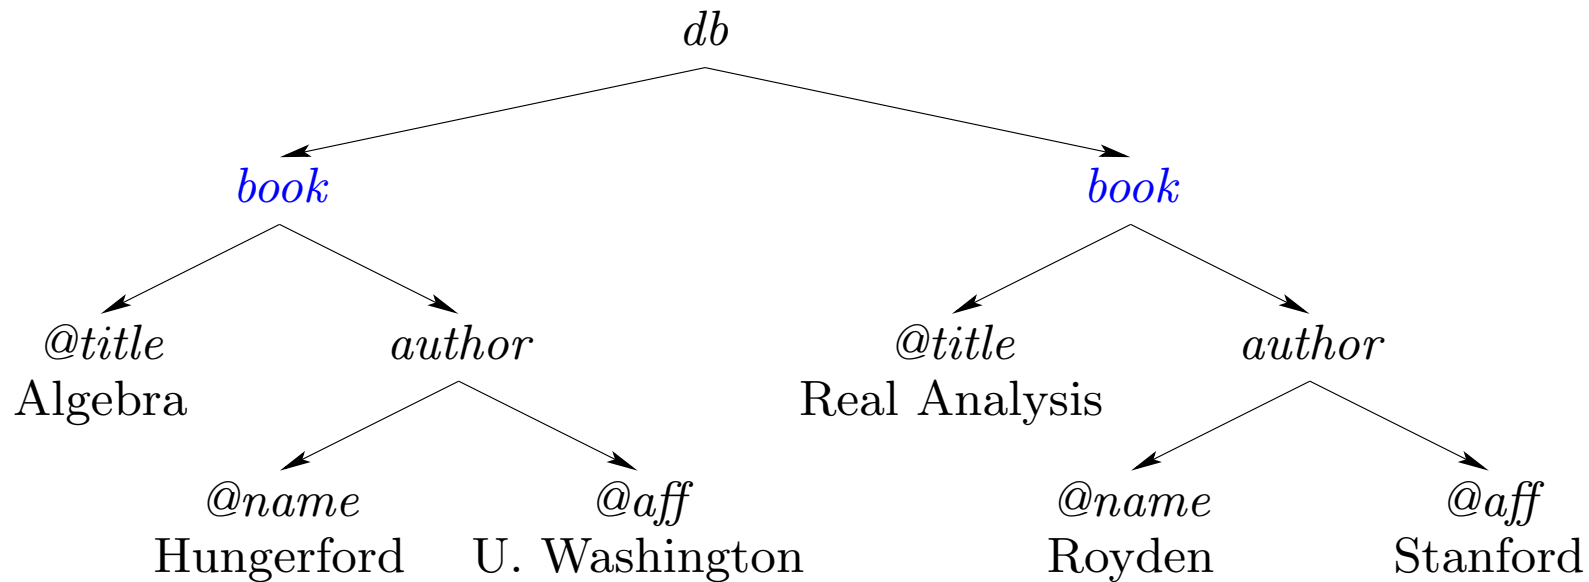 db
book book
@title author @title author
Algebra Real Analysis
@name @aff @name @aff
Hungerford U. Washington Royden Stanford